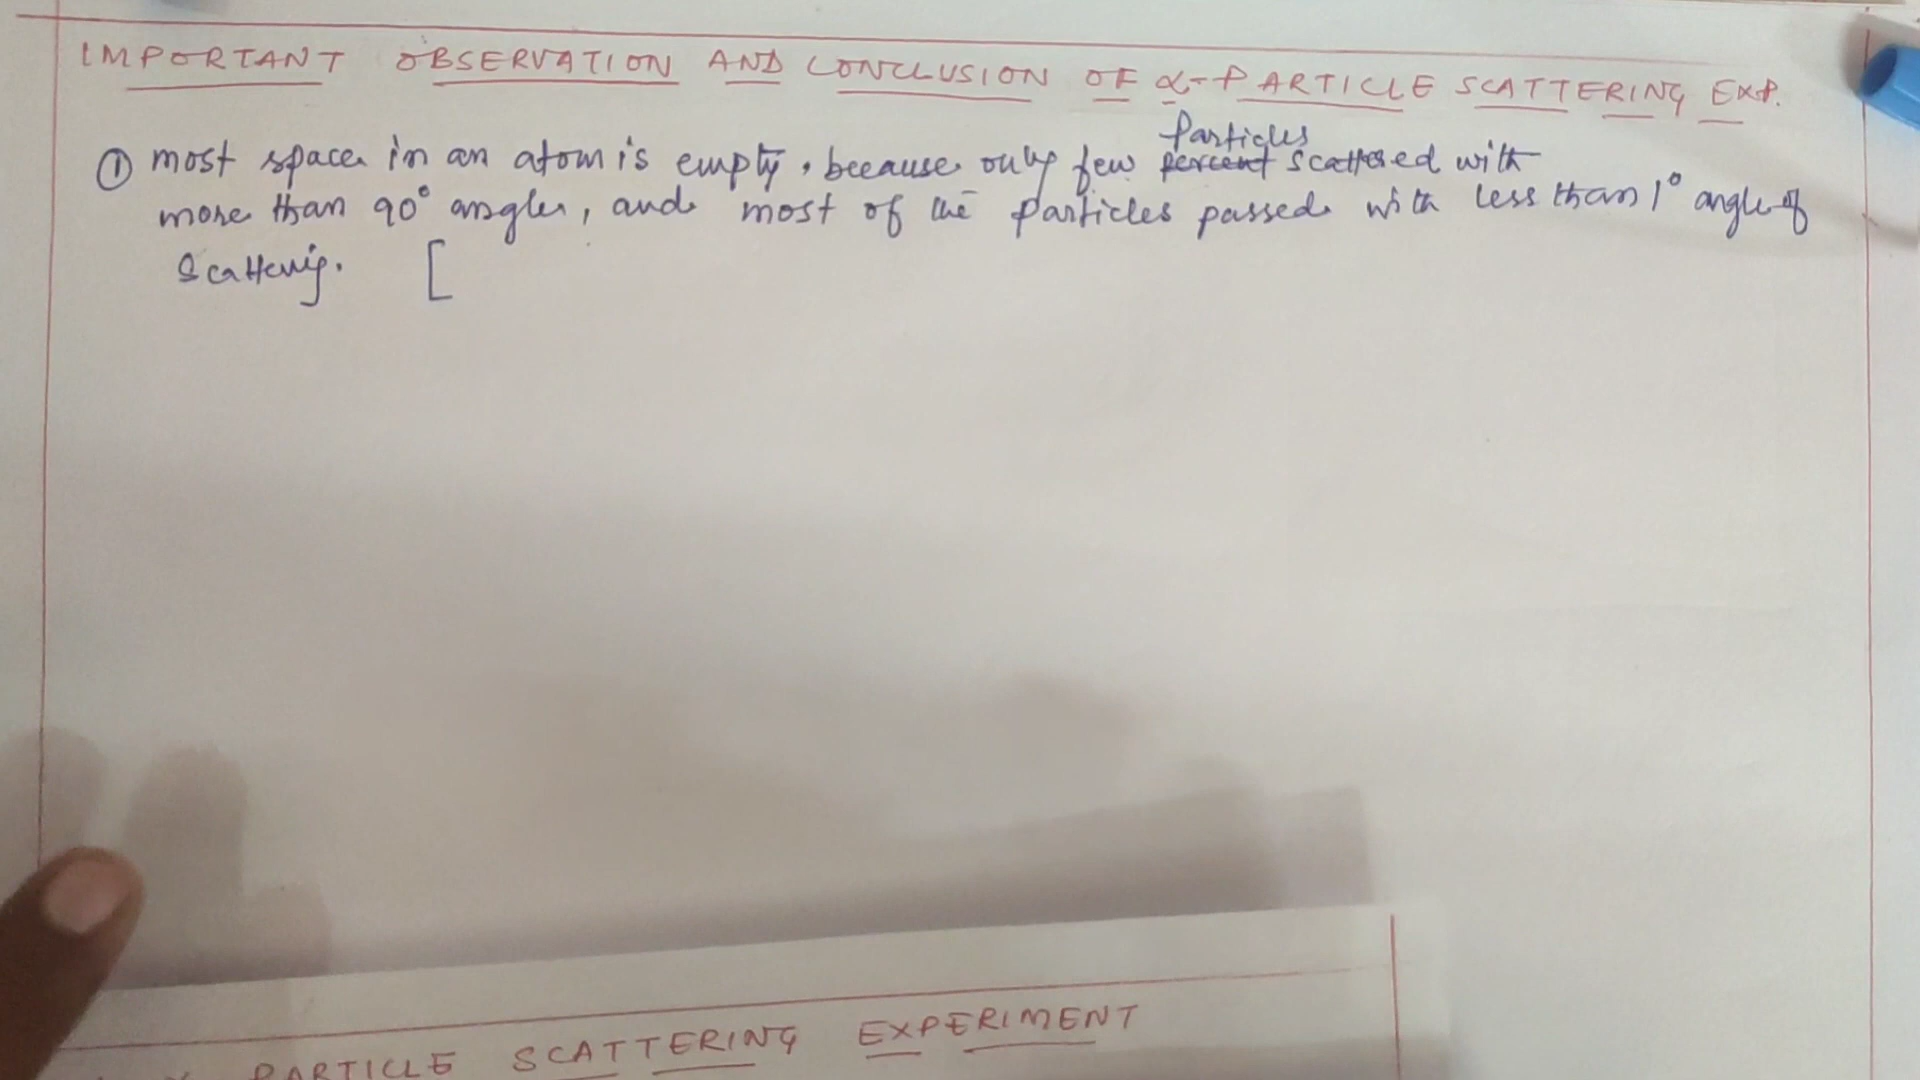 IMPORTANT OBSERVATION AND CONCLUSION OF α-PARTICLE SCATTERING EXP.
Particles
① most space in an atom is empty, because only few percent scattered with
more than 90° angles, and most of the particles passed with less than 1° angle of
Scattering. [
PARTICLE SCATTERING EXPERIMENT